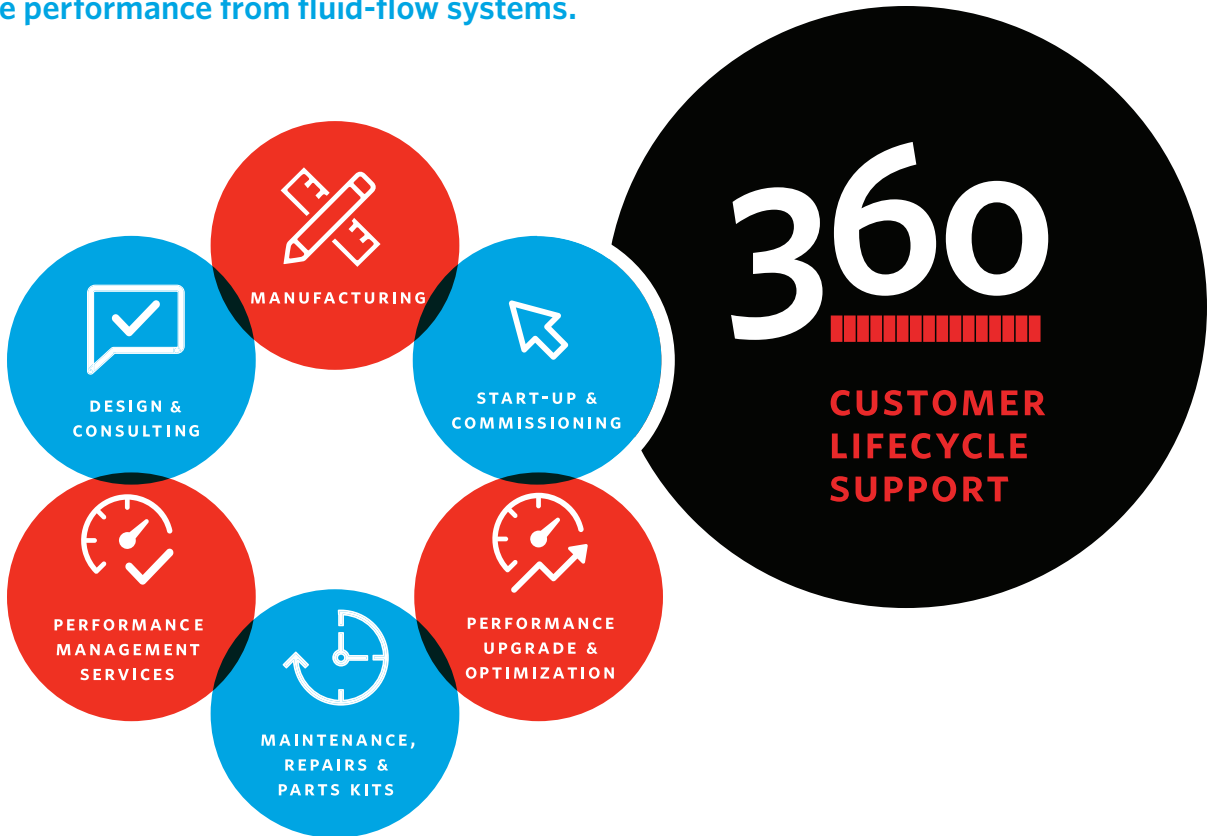 e performance from fluid-flow systems.
360
CUSTOMER
LIFECYCLE
SUPPORT
MANUFACTURING
DESIGN &
CONSULTING
START-UP &
COMMISSIONING
PERFORMANCE
MANAGEMENT
SERVICES
PERFORMANCE
UPGRADE &
OPTIMIZATION
MAINTENANCE,
REPAIRS &
PARTS KITS